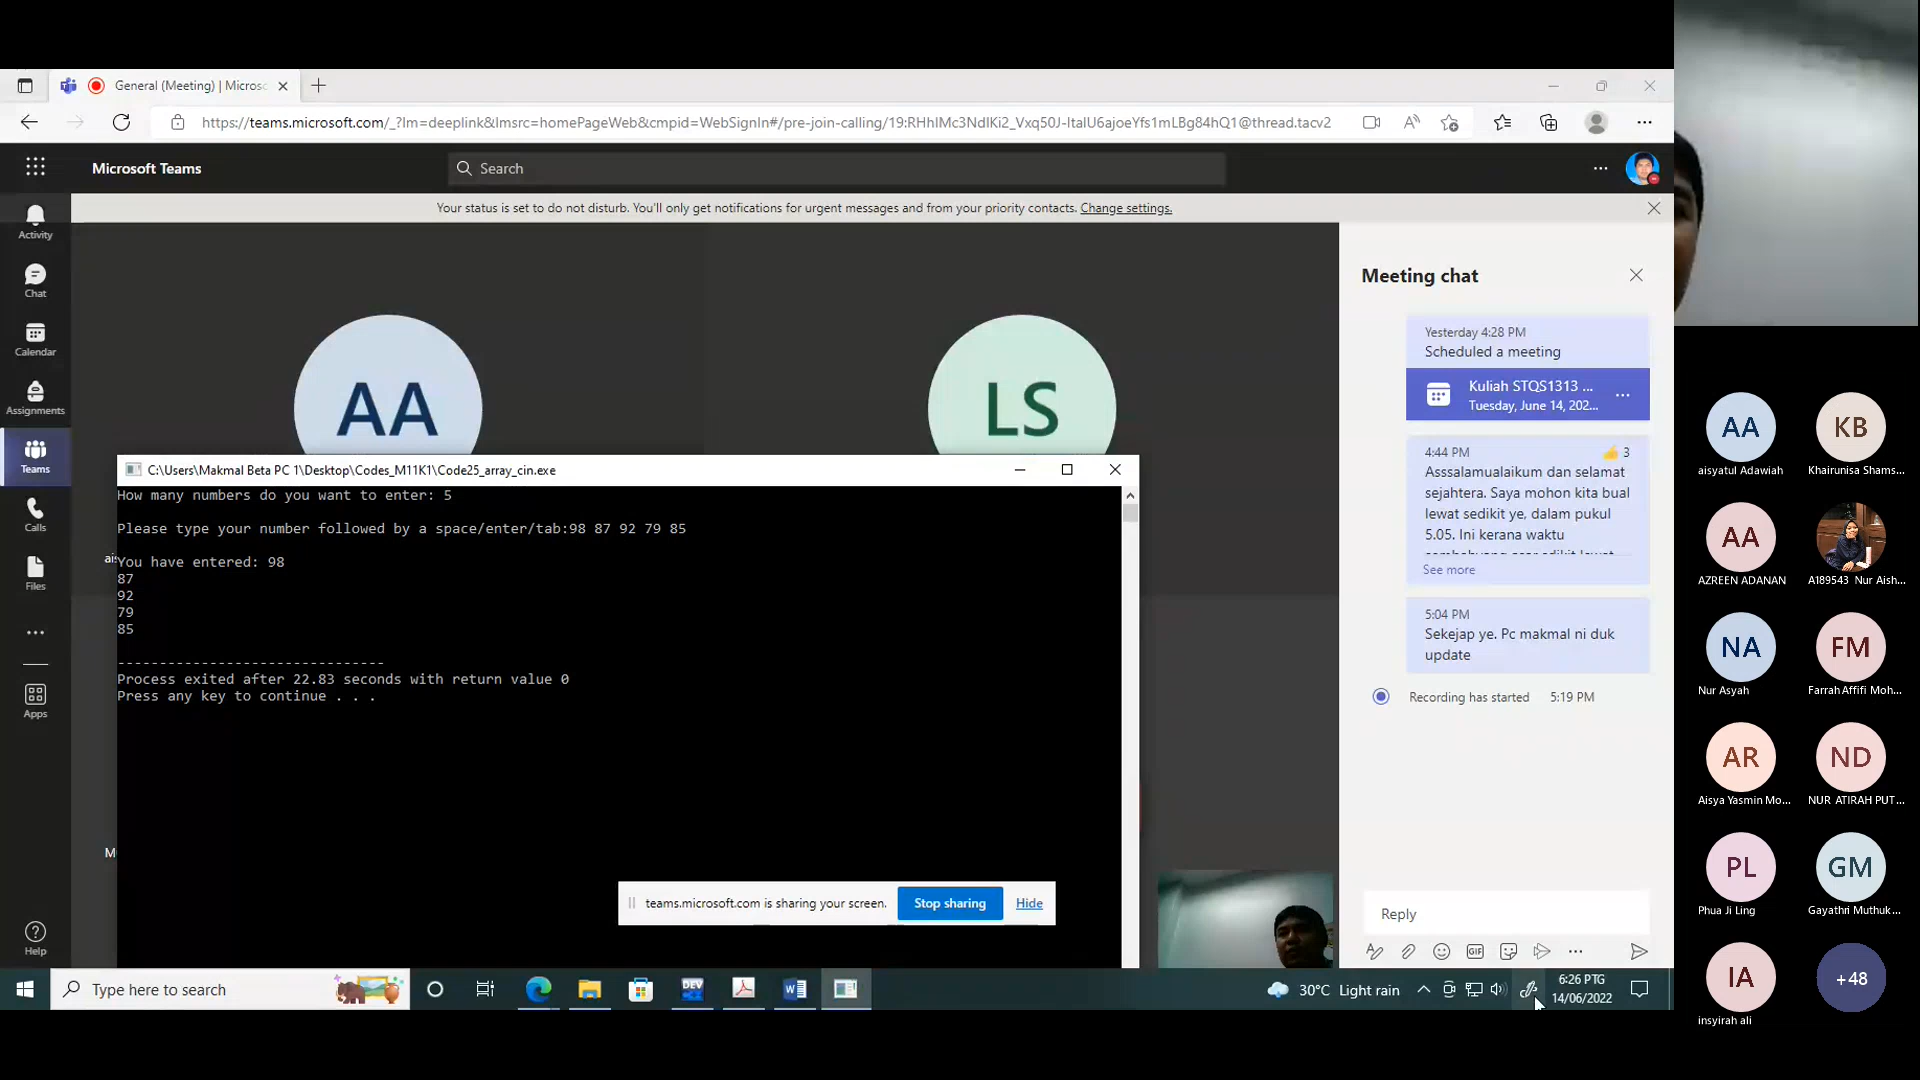 General (Meeting) | Microsc
https://teams.microsoft.com/_?lm=deeplink&lmsrc=homePageWeb&cmpid=WebSignIn#/pre-join-calling/19:RHhIMc3NdlKi2_Vxq50J-ItalU6ajoeYfs1mLBg84hQ1@thread.tacv2
Microsoft Teams
Search
Your status is set to do not disturb. You'll only get notifications for urgent messages and from your priority contacts. Change settings.
Activity
Chat
Calendar
Assignments
Teams
Calls
Files
Apps
Help
AA
LS
ais
M
C:\Users\Makmal Beta PC 1\Desktop\Codes_M11K1\Code25_array_cin.exe
How many numbers do you want to enter: 5
Please type your number followed by a space/enter/tab:98 87 92 79 85
You have entered: 98
87
92
79
85
--------------------------------
Process exited after 22.83 seconds with return value 0
Press any key to continue . . .
teams.microsoft.com is sharing your screen.
Stop sharing
Hide
Meeting chat
Yesterday 4:28 PM
Scheduled a meeting
Kuliah STQS1313 ...
Tuesday, June 14, 202...
4:44 PM
3
Asssalamualaikum dan selamat
sejahtera. Saya mohon kita bual
lewat sedikit ye, dalam pukul
5.05. Ini kerana waktu
See more
5:04 PM
Sekejap ye. Pc makmal ni duk
update
Recording has started 5:19 PM
Reply
GIF
Type here to search
DEV
30°C Light rain
6:26 PTG
14/06/2022
AA
aisyatul Adawiah
KB
Khairunisa Shams...
AA
AZREEN ADANAN
A189543 Nur Aish...
NA
Nur Asyah
FM
Farrah Affifi Moh...
AR
Aisya Yasmin Mo...
ND
NUR ATIRAH PUT...
PL
Phua Ji Ling
GM
Gayathri Muthuk...
IA
insyirah ali
+48